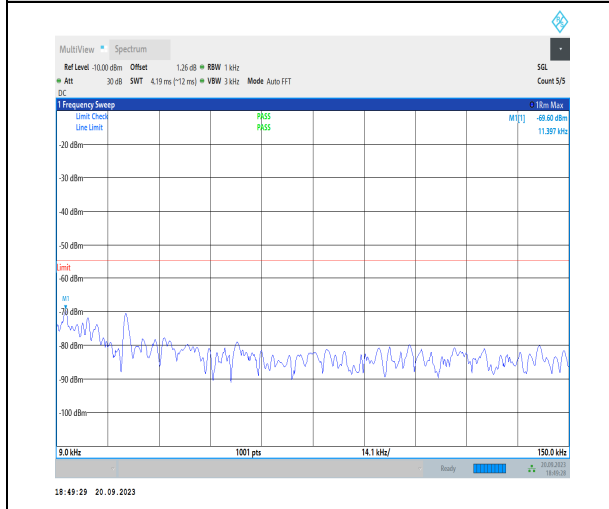 MultiView Spectrum
Ref Level -10.00 dBm Offset 1.26 dB RBW 1 kHz SGL
Att 30 dB SWT 4.19 ms (~12 ms) VBW 3 kHz Mode Auto FFT Count 5/5
DC
1 Frequency Sweep 1Rm Max
Limit Check PASS M1[1] -69.60 dBm
Line Limit PASS 11.397 kHz
-20 dBm
-30 dBm
-40 dBm
-50 dBm
Limit
-60 dBm
M1
-70 dBm
-80 dBm
-90 dBm
-100 dBm
9.0 kHz 1001 pts 14.1 kHz/ 150.0 kHz
Ready 20.09.2023
18:49:28
18:49:29 20.09.2023